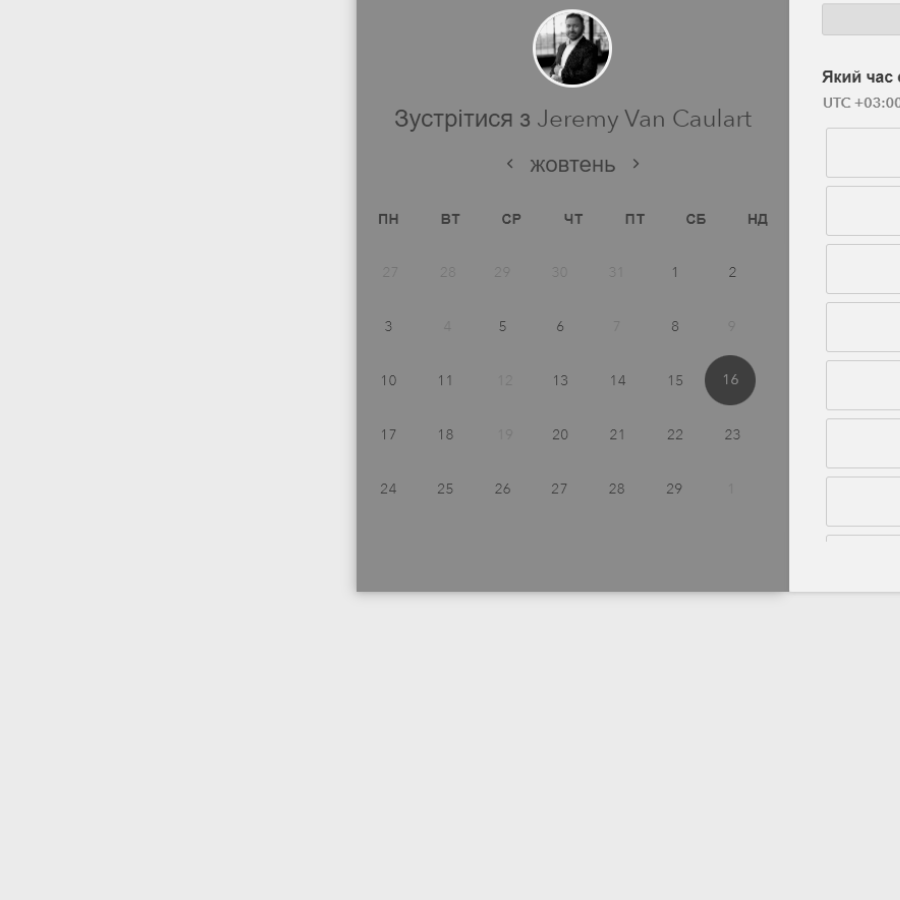 Зустрітися з Jeremy Van Caulart
жовтень
ПН ВТ СР ЧТ ПТ СБ НД
27 28 29 30 31 1 2
3 4 5 6 7 8 9
10 11 12 13 14 15 16
17 18 19 20 21 22 23
24 25 26 27 28 29 1
Який час
UTC +03:00